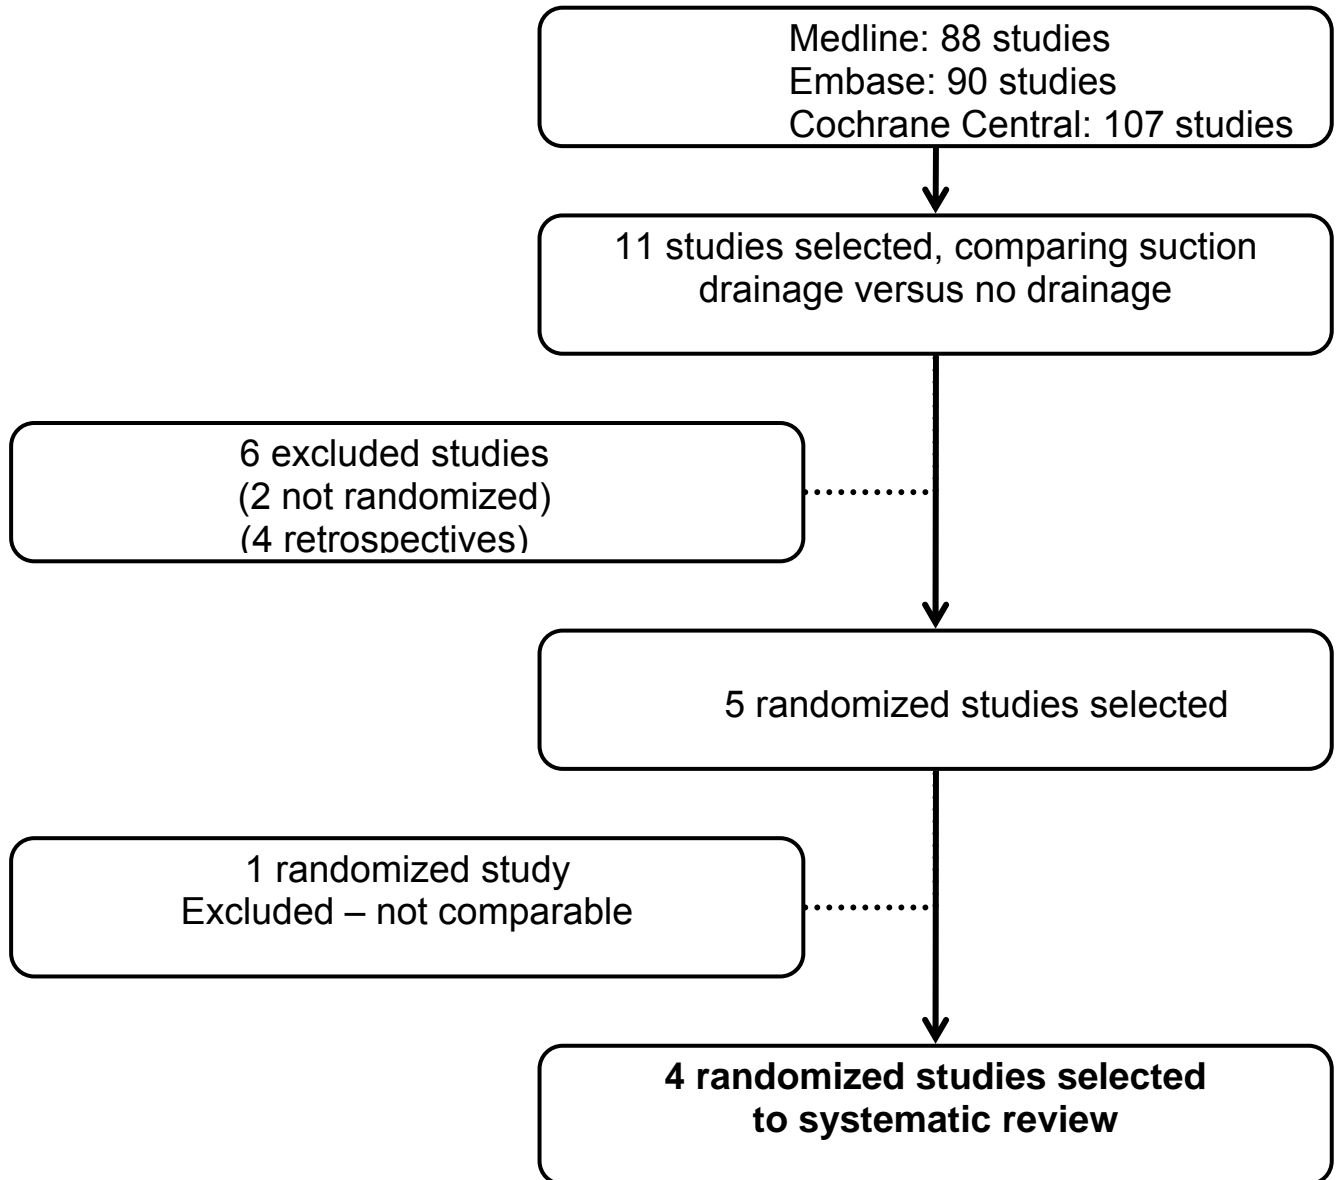 Medline: 88 studies
Embase: 90 studies
Cochrane Central: 107 studies
11 studies selected, comparing suction
drainage versus no drainage
6 excluded studies
(2 not randomized)
(4 retrospectives)
5 randomized studies selected
1 randomized study
Excluded – not comparable
4 randomized studies selected
to systematic review